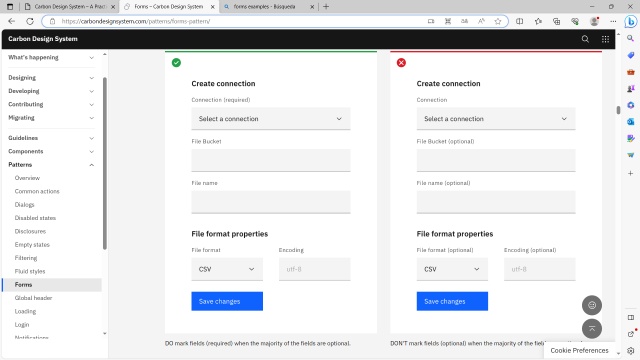 Carbon Design System – A Pract
Forms – Carbon Design System
forms examples - Búsqueda
https://carbondesignsystem.com/patterns/forms-pattern/
Carbon Design System
What's happening
Designing
Developing
Contributing
Migrating
Guidelines
Components
Patterns
Overview
Common actions
Dialogs
Disabled states
Disclosures
Empty states
Filtering
Fluid styles
Forms
Global header
Loading
Login
Notifications
Create connection
Connection (required)
Select a connection
File Bucket
File name
File format properties
File format
Encoding
CSV
utf-8
Save changes
DO mark fields (required) when the majority of the fields are optional.
Create connection
Connection
Select a connection
File Bucket (optional)
File name (optional)
File format properties
File format (optional)
Encoding (optional)
CSV
utf-8
Save changes
DON'T mark fields (optional) when the majority of the fields
Cookie Preferences